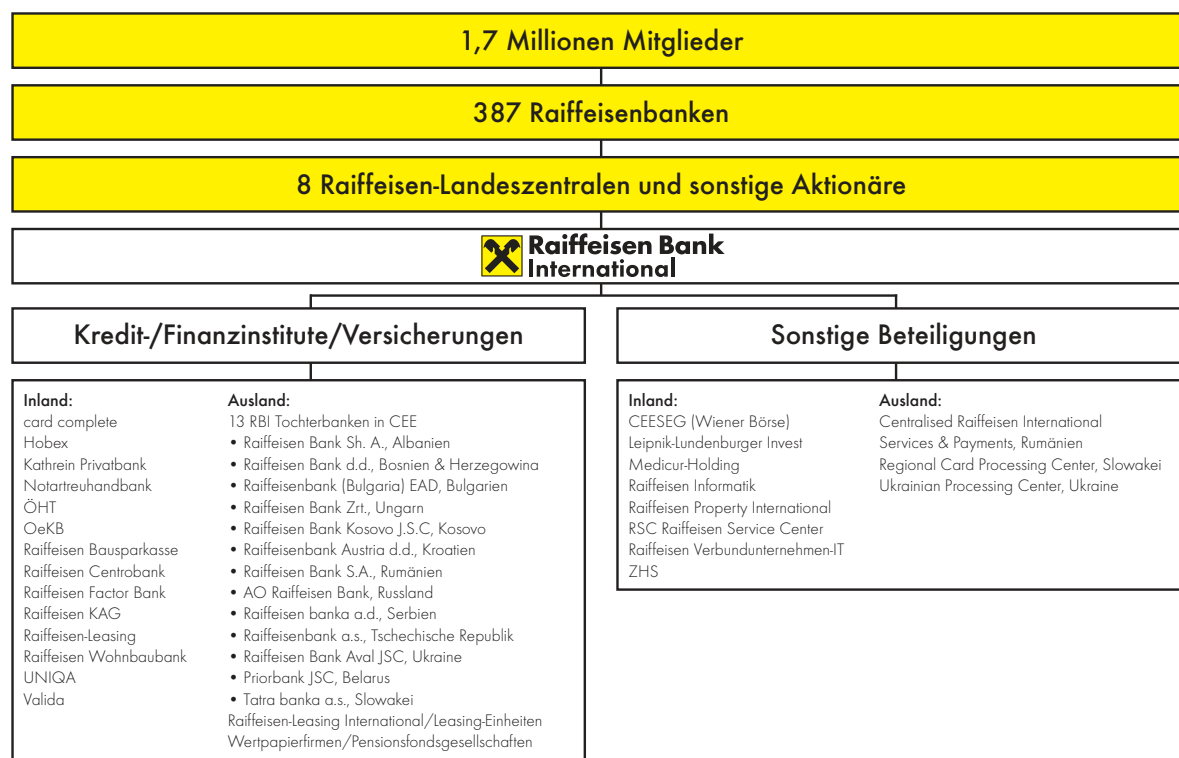 1,7 Millionen Mitglieder
387 Raiffeisenbanken
8 Raiffeisen-Landeszentralen und sonstige Aktionäre
Raiffeisen Bank
International
Kredit-/Finanzinstitute/Versicherungen
Inland:
card complete
Hobex
Kathrein Privatbank
Notartreuhandbank
ÖHT
OeKB
Raiffeisen Bausparkasse
Raiffeisen Centrobank
Raiffeisen Factor Bank
Raiffeisen KAG
Raiffeisen-Leasing
Raiffeisen Wohnbaubank
UNIQA
Valida
Ausland:
13 RBI Tochterbanken in CEE
• Raiffeisen Bank Sh. A., Albanien
• Raiffeisen Bank d.d., Bosnien & Herzegowina
• Raiffeisenbank (Bulgaria) EAD, Bulgarien
• Raiffeisen Bank Zrt., Ungarn
• Raiffeisen Bank Kosovo J.S.C, Kosovo
• Raiffeisenbank Austria d.d., Kroatien
• Raiffeisen Bank S.A., Rumänien
• AO Raiffeisen Bank, Russland
• Raiffeisen banka a.d., Serbien
• Raiffeisenbank a.s., Tschechische Republik
• Raiffeisen Bank Aval JSC, Ukraine
• Priorbank JSC, Belarus
• Tatra banka a.s., Slowakei
Raiffeisen-Leasing International/Leasing-Einheiten
Wertpapierfirmen/Pensionsfondsgesellschaften
Sonstige Beteiligungen
Inland:
CEESEG (Wiener Börse)
Leipnik-Lundenburger Invest
Medicur-Holding
Raiffeisen Informatik
Raiffeisen Property International
RSC Raiffeisen Service Center
Raiffeisen Verbundunternehmen-IT
ZHS
Ausland:
Centralised Raiffeisen International
Services & Payments, Rumänien
Regional Card Processing Center, Slowakei
Ukrainian Processing Center, Ukraine